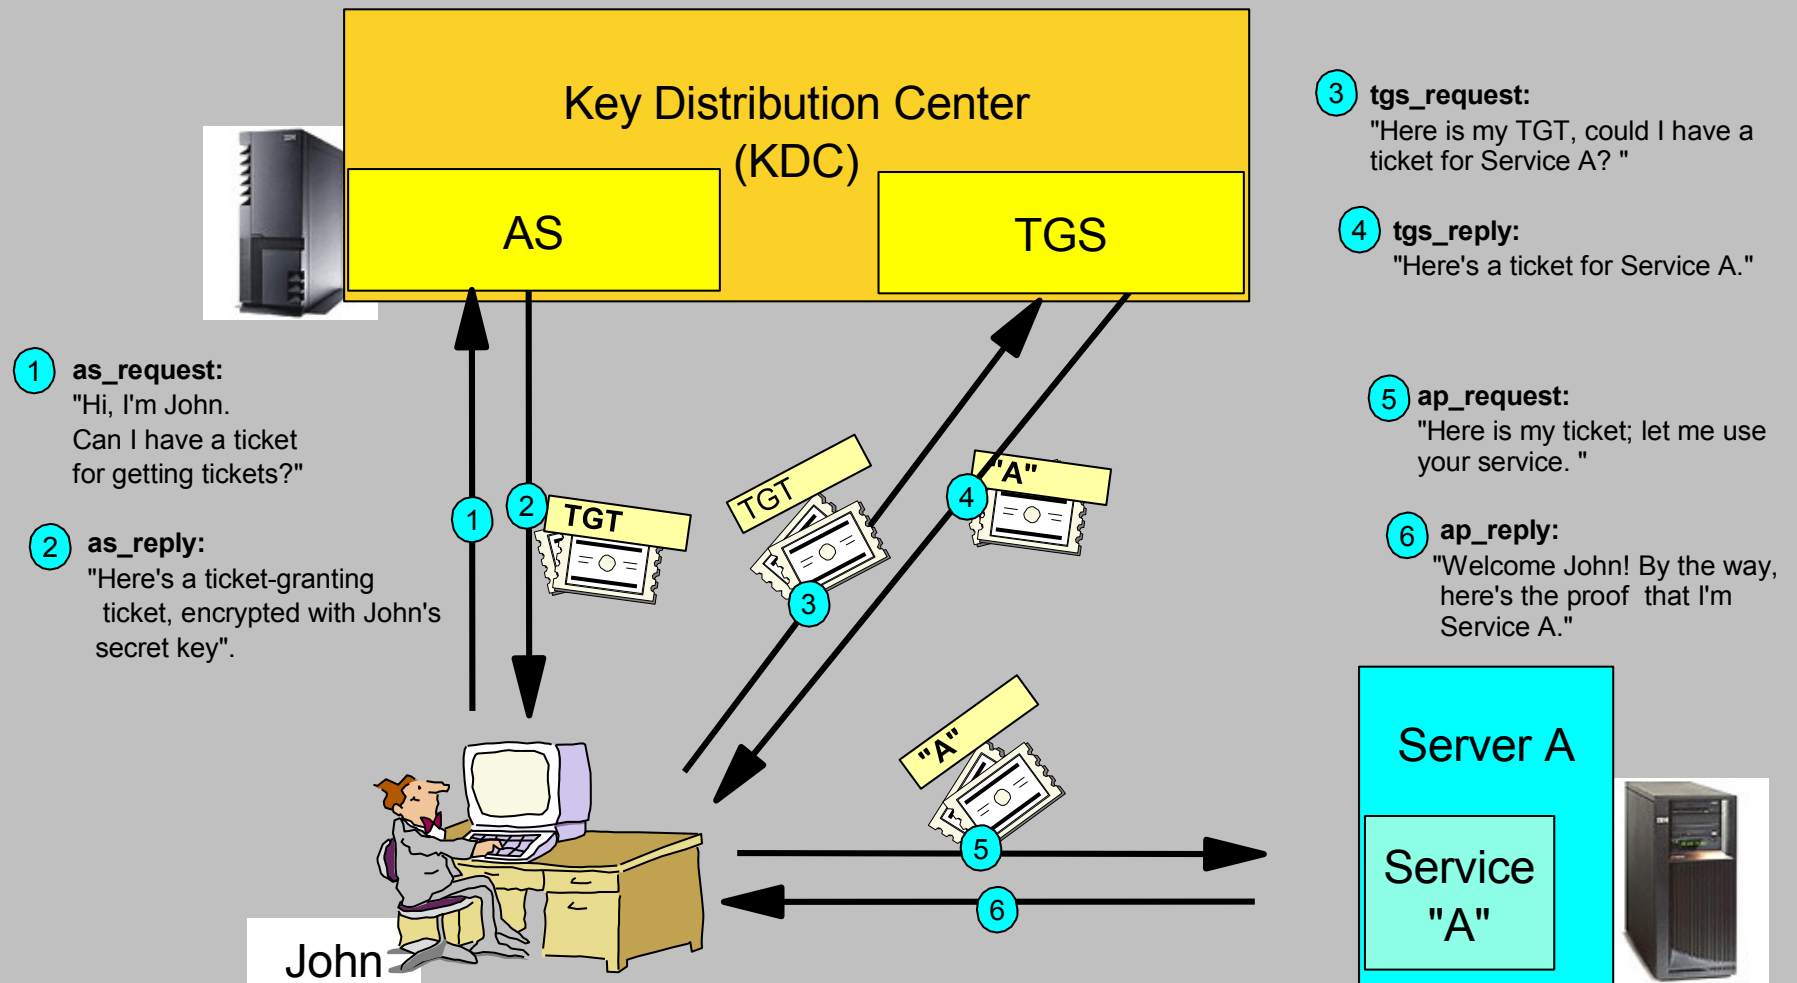 Key Distribution Center
(KDC)
AS
TGS
1
as_request:
"Hi, I'm John.
Can I have a ticket
for getting tickets?"
2
as_reply:
"Here's a ticket-granting
ticket, encrypted with John's
secret key".
3
tgs_request:
"Here is my TGT, could I have a
ticket for Service A? "
4
tgs_reply:
"Here's a ticket for Service A."
5
ap_request:
"Here is my ticket; let me use
your service. "
6
ap_reply:
"Welcome John! By the way,
here's the proof that I'm
Service A."
1
2
TGT
TGT
3
4
"A"
"A"
5
6
John
Server A
Service
"A"